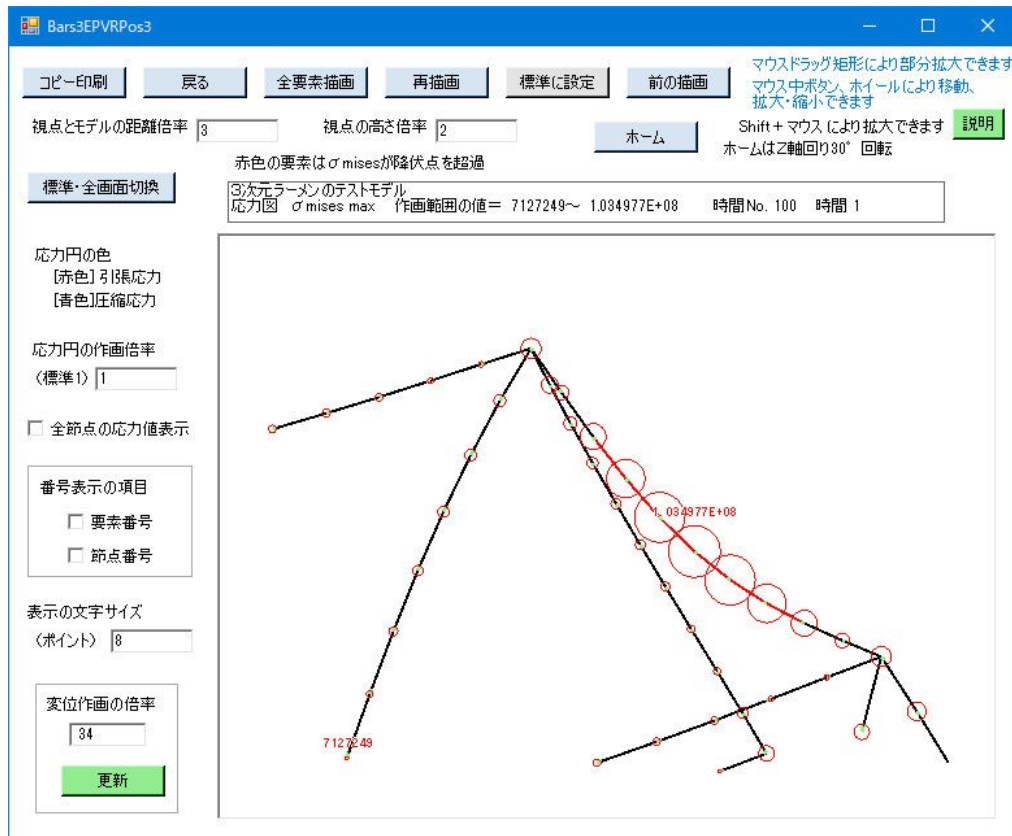 Bars3EPVRPos3
コピー印刷
戻る
全要素描画
再描画
標準に設定
前の描画
マウスドラッグ矩形により部分拡大できます
マウス中ボタン、ホイールにより移動、
拡大・縮小できます
視点とモデルの距離倍率 3
視点の高さ倍率 2
ホーム
Shift+マウスにより拡大できます
ホームはZ軸回り30°回転
説明
赤色の要素はσmisesが降伏点を超過
標準・全画面切換
3次元ラーメンのテストモデル
応力図 σmises max 作画範囲の値= 7127249~ 1.034977E+08 時間No. 100 時間 1
応力円の色
[赤色]引張応力
[青色]圧縮応力
応力円の作画倍率
(標準1) 1
全節点の応力値表示
番号表示の項目
要素番号
節点番号
表示の文字サイズ
(ポイント) 8
変位作画の倍率
34
更新
1.034977E+08
7127249